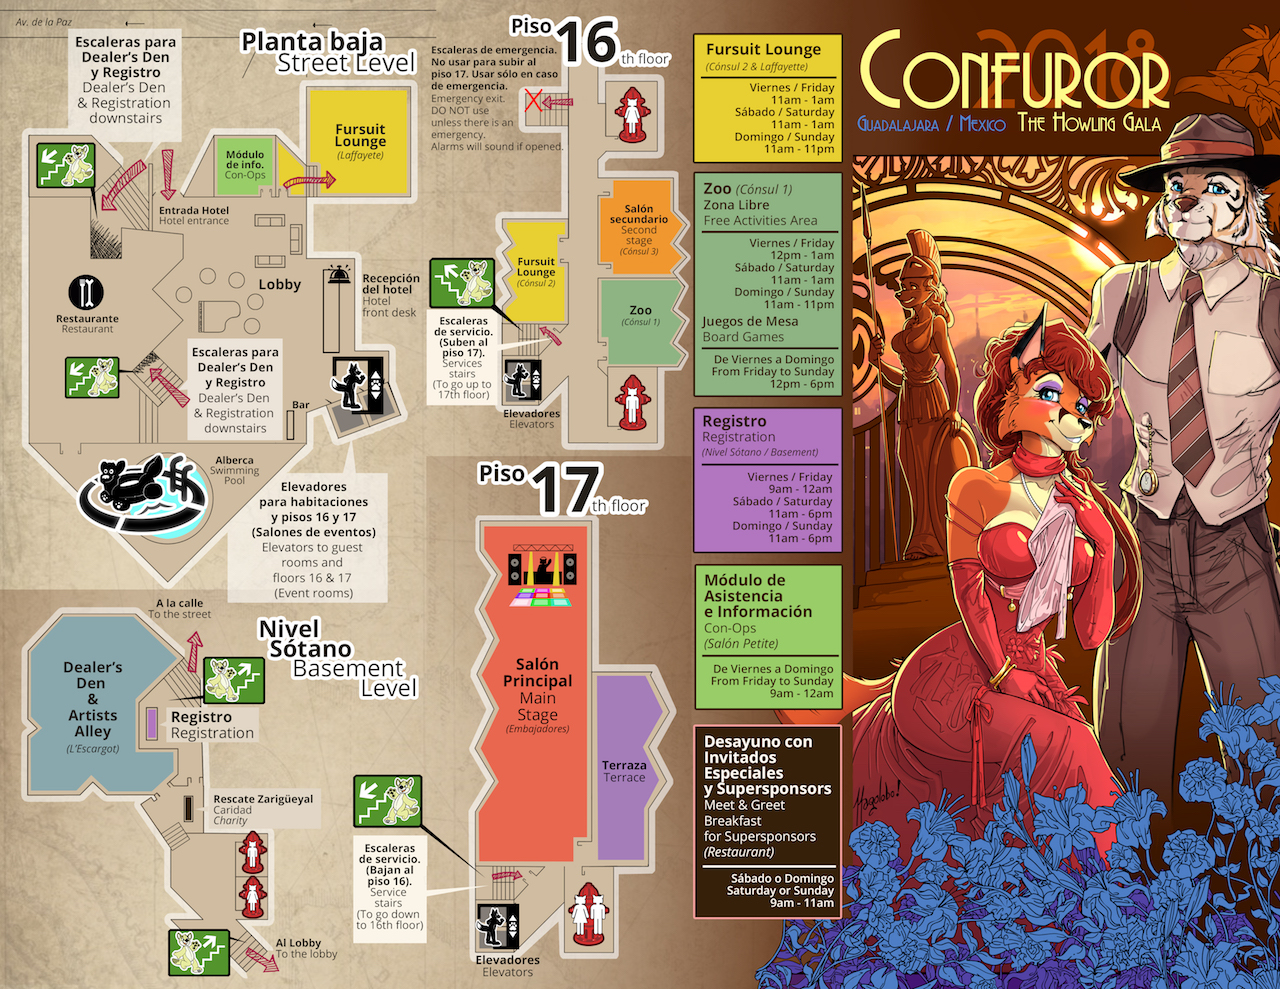 Av. de la Paz
Escaleras para
Dealer's Den
y Registro
Dealer's Den
& Registration
downstairs
Planta baja
Street Level
Fursuit
Lounge
(Laffayete)
Módulo
de info.
Con-Ops
Entrada Hotel
Hotel entrance
Lobby
Recepción
del hotel
Hotel
front desk
Restaurante
Restaurant
Escaleras para
Dealer's Den
y Registro
Dealer's Den
& Registration
downstairs
Bar
Alberca
Swimming
Pool
Elevadores
para habitaciones
y pisos 16 y 17
(Salones de eventos)
Elevators to guest
rooms and
floors 16 & 17
(Event rooms)
A la calle
To the street
Nivel
Sótano
Basement
Level
Dealer's
Den
&
Artists
Alley
(L'Escargot)
Registro
Registration
Rescate Zarigüeyal
Caridad
Charity
Al Lobby
To the lobby
Piso 16 th floor
Escaleras de emergencia.
No usar para subir al
piso 17. Usar sólo en caso
de emergencia.
Emergency exit.
DO NOT use
unless there is an
emergency.
Alarms will sound if opened.
Salón
secundario
Second
stage
(Cónsul 3)
Fursuit
Lounge
(Cónsul 2)
Zoo
(Cónsul 1)
Escaleras
de servicio.
(Suben al
piso 17).
Services
stairs
(To go up to
17th floor)
Elevadores
Elevators
Piso 17 th floor
Salón
Principal
Main
Stage
(Embajadores)
Terraza
Terrace
Escaleras
de servicio.
(Bajan al
piso 16).
Service
stairs
(To go down
to 16th floor)
Elevadores
Elevators
Fursuit Lounge
(Cónsul 2 & Laffayette)
Viernes / Friday
11am - 1am
Sábado / Saturday
11am - 1am
Domingo / Sunday
11am - 11pm
Zoo (Cónsul 1)
Zona Libre
Free Activities Area
Viernes / Friday
12pm - 1am
Sábado / Saturday
11am - 1am
Domingo / Sunday
11am - 11pm
Juegos de Mesa
Board Games
De Viernes a Domingo
From Friday to Sunday
12pm - 6pm
Registro
Registration
(Nivel Sótano / Basement)
Viernes / Friday
9am - 12am
Sábado / Saturday
11am - 6pm
Domingo / Sunday
11am - 6pm
Módulo de
Asistencia
e Información
Con-Ops
(Salón Petite)
De Viernes a Domingo
From Friday to Sunday
9am - 12am
Desayuno con
Invitados
Especiales
y Supersponsors
Meet & Greet
Breakfast
for Supersponsors
(Restaurant)
Sábado o Domingo
Saturday or Sunday
9am - 11am
2018
Confuror
Guadalajara / Mexico The Howling Gala
Magolobo!